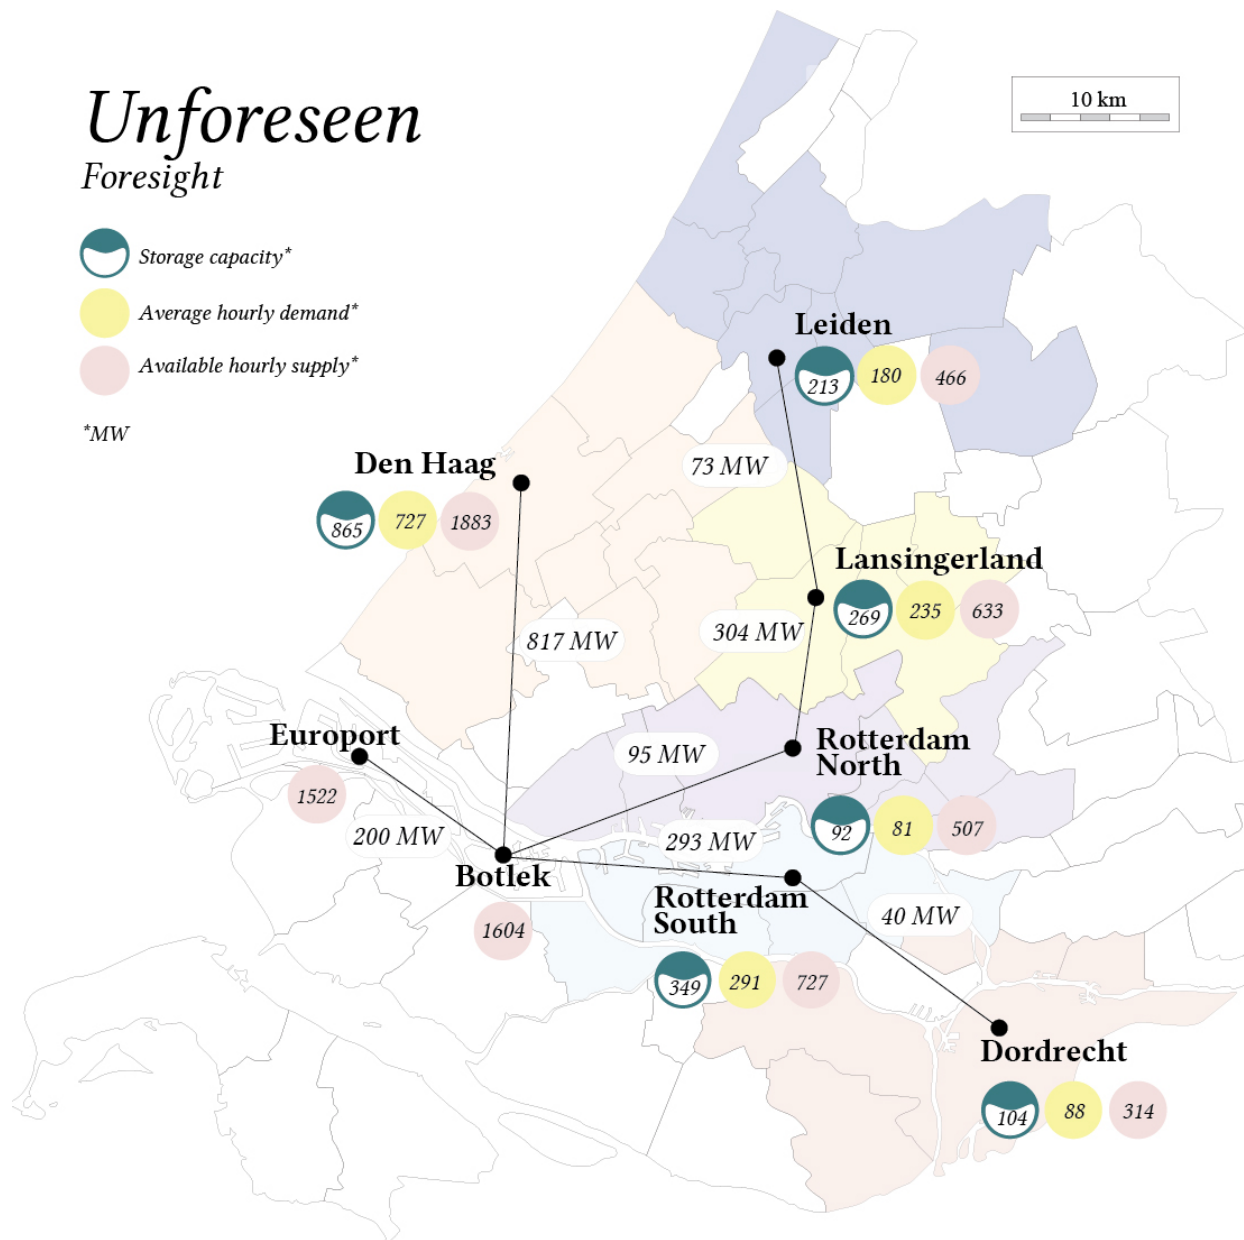 Unforeseen
Foresight
10 km
Storage capacity*
Average hourly demand*
Available hourly supply*
*MW
Leiden
213 180 466
73 MW
Den Haag
865 727 1883
Lansingerland
269 235 633
304 MW
817 MW
Europort
1522
95 MW
Rotterdam
North
92 81 507
200 MW
293 MW
Botlek
1604
Rotterdam
South
349 291 727
40 MW
Dordrecht
104 88 314